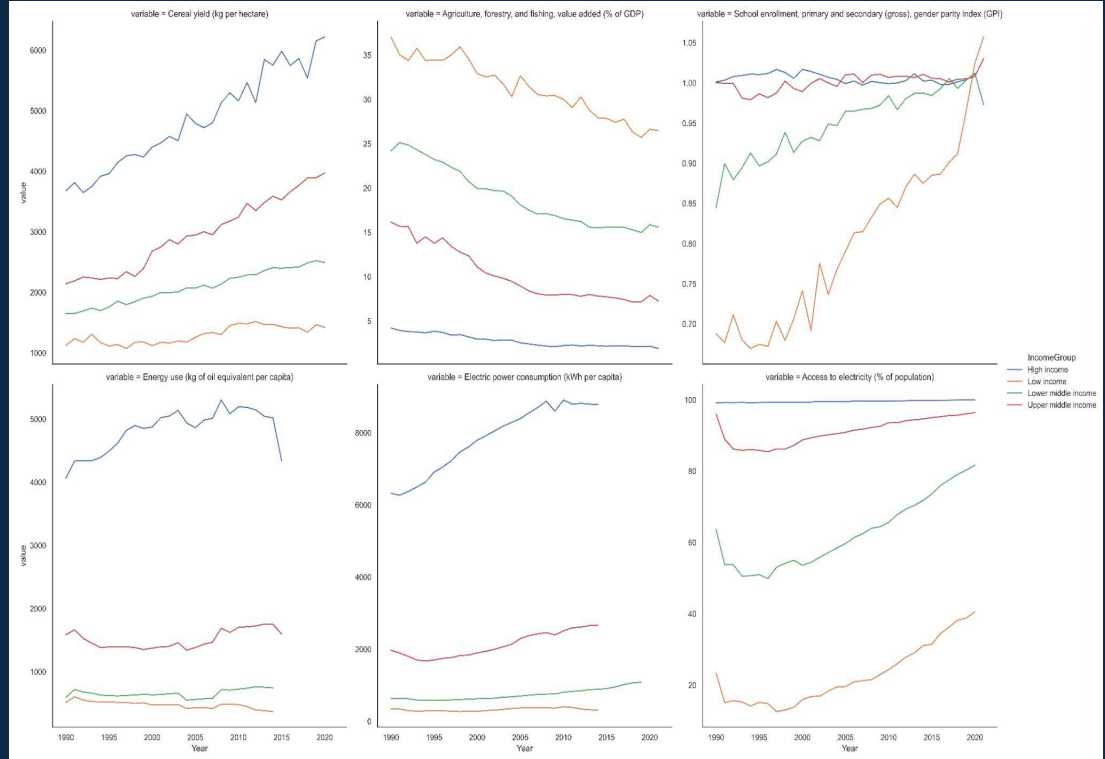 variable = Cereal yield (kg per hectare)
variable = Agriculture, forestry, and fishing, value added (% of GDP)
variable = School enrollment, primary and secondary (gross), gender parity index (GPI)
value
6000
5000
4000
3000
2000
1000
35
30
25
20
15
10
5
1.05
1.00
0.95
0.90
0.85
0.80
0.75
0.70
IncomeGroup
High income
Low income
Lower middle income
Upper middle income
variable = Energy use (kg of oil equivalent per capita)
variable = Electric power consumption (kWh per capita)
variable = Access to electricity (% of population)
value
5000
4000
3000
2000
1000
8000
6000
4000
2000
0
100
80
60
40
20
1990 1995 2000 2005 2010 2015 2020
Year
1990 1995 2000 2005 2010 2015 2020
Year
1990 1995 2000 2005 2010 2015 2020
Year